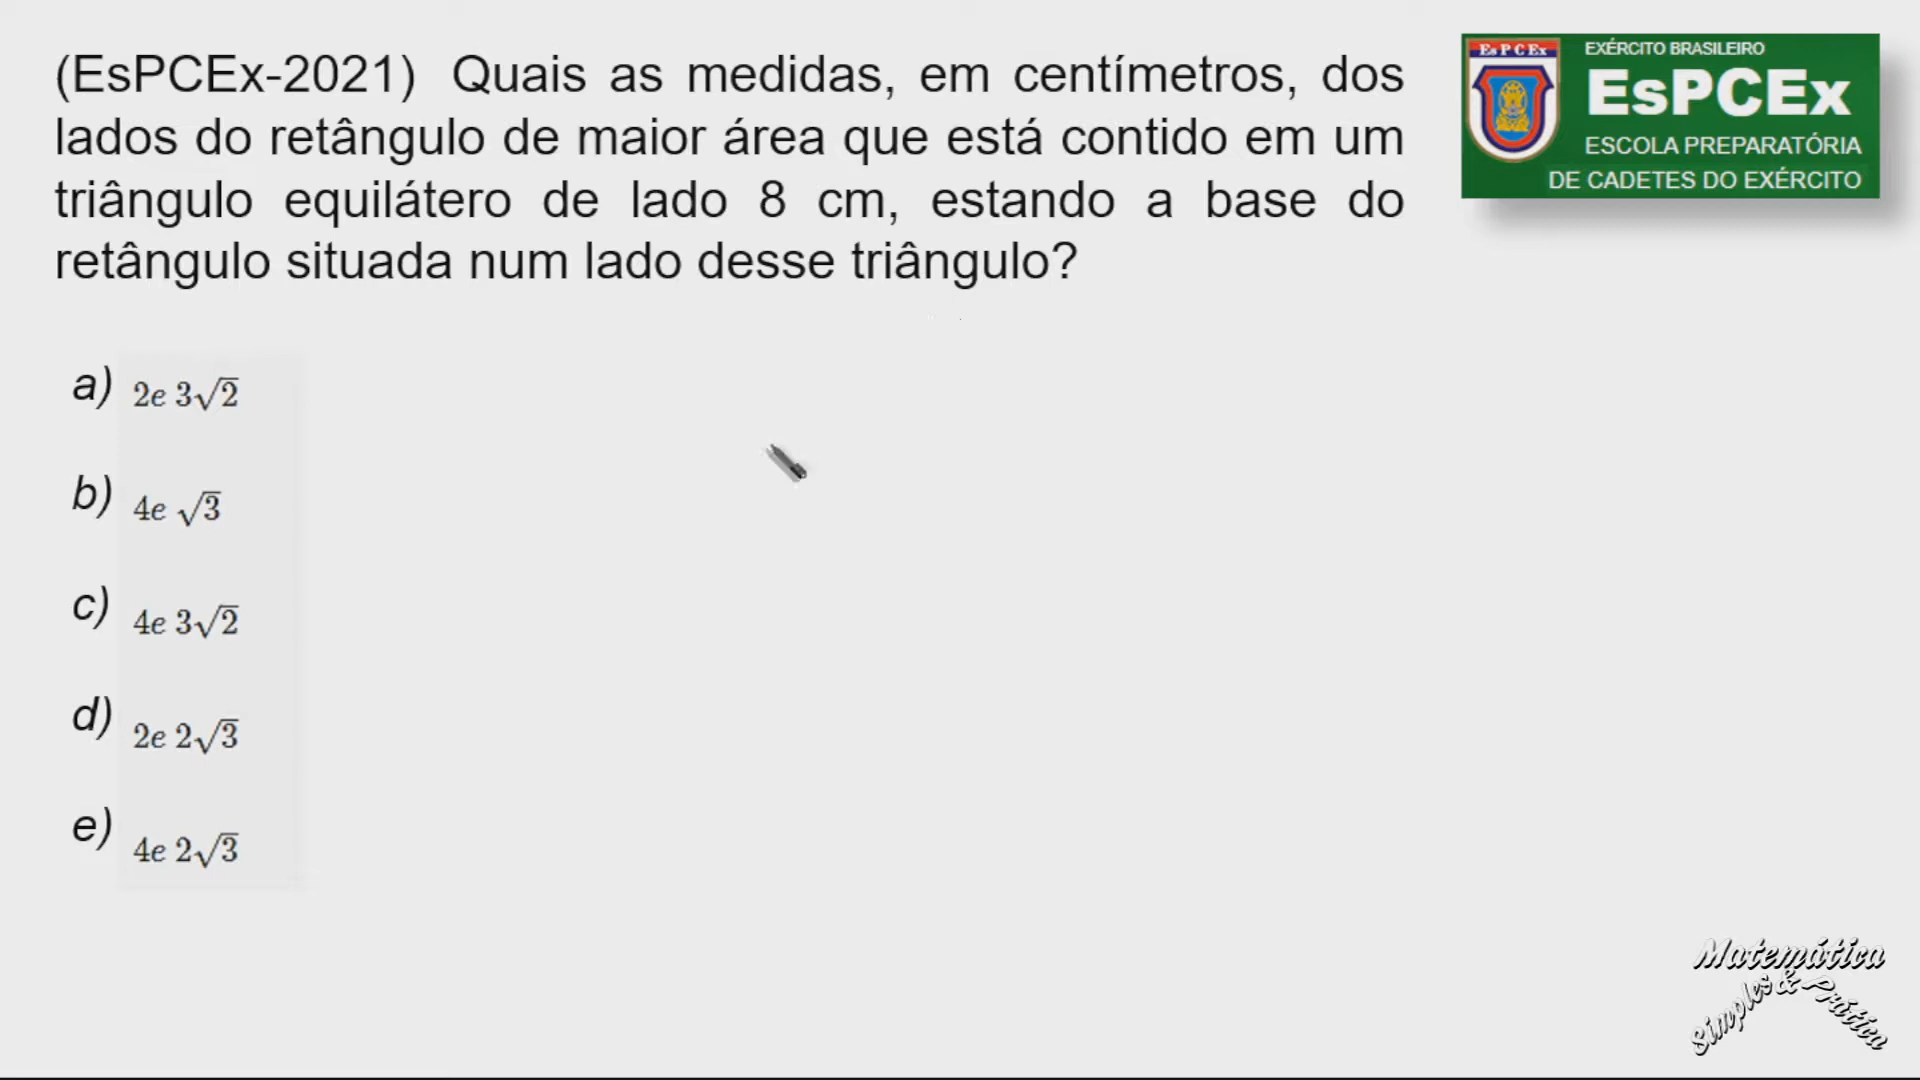 (EsPCEx-2021) Quais as medidas, em centímetros, dos
lados do retângulo de maior área que está contido em um
triângulo equilátero de lado 8 cm, estando a base do
retângulo situada num lado desse triângulo?
EsPCEx
EXÉRCITO BRASILEIRO
EsPCEx
ESCOLA PREPARATÓRIA
DE CADETES DO EXÉRCITO
a) 2e 3√2
b) 4e √3
c) 4e 3√2
d) 2e 2√3
e) 4e 2√3
Matemática
Simples & Prática